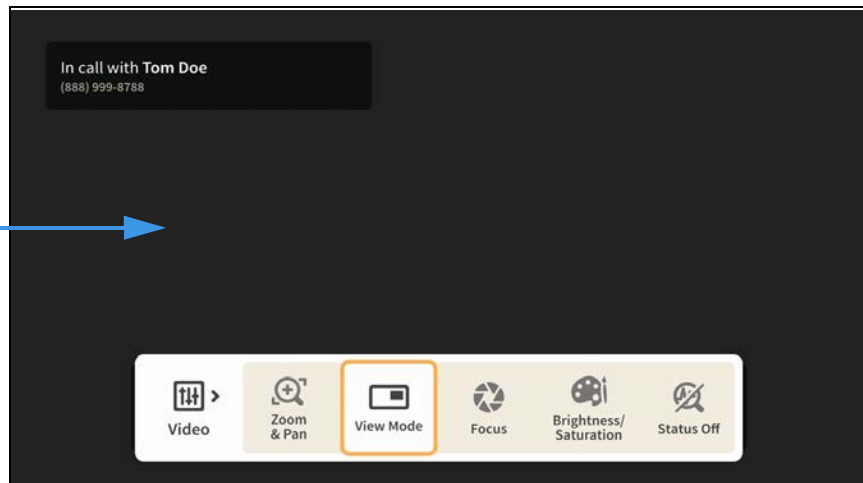 In call with Tom Doe
(888) 999-8788
Video
Zoom
& Pan
View Mode
Focus
Brightness/
Saturation
Status Off